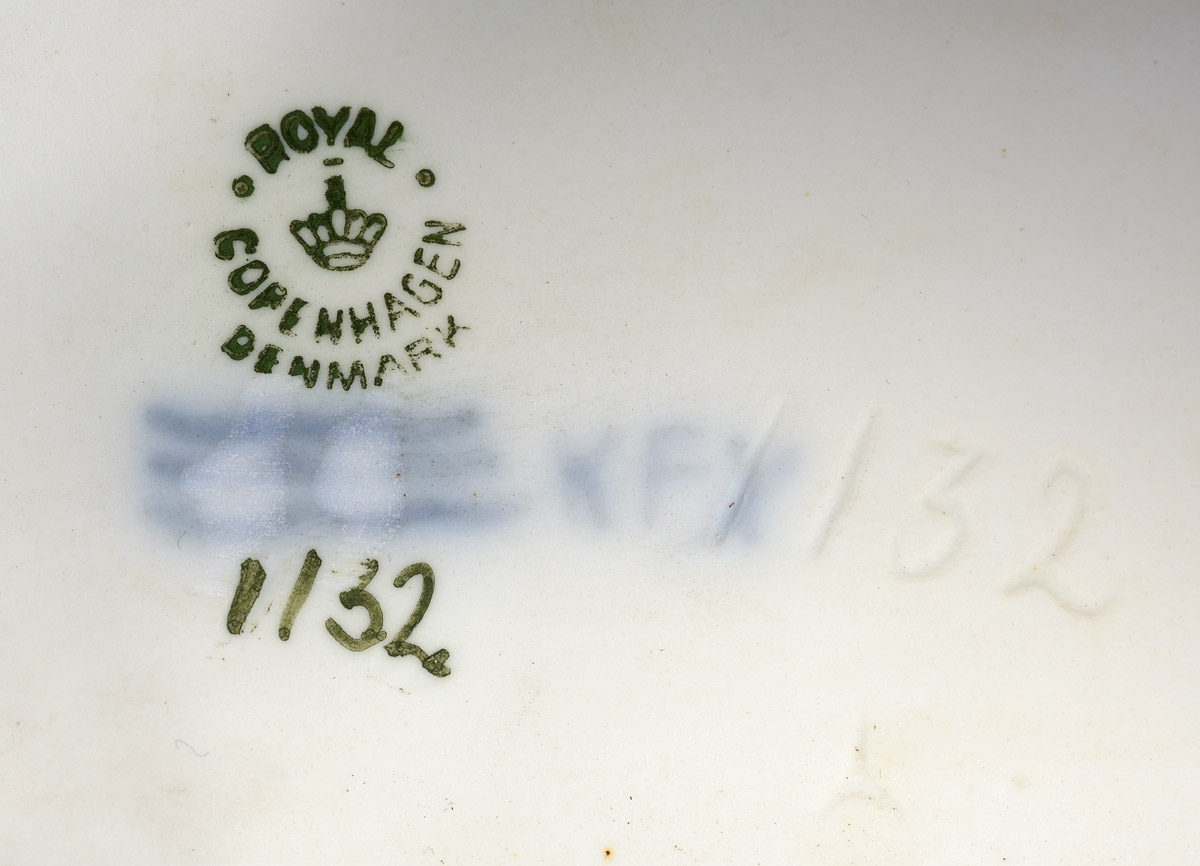 ROYAL
COPENHAGEN
DENMARK
1132
1132